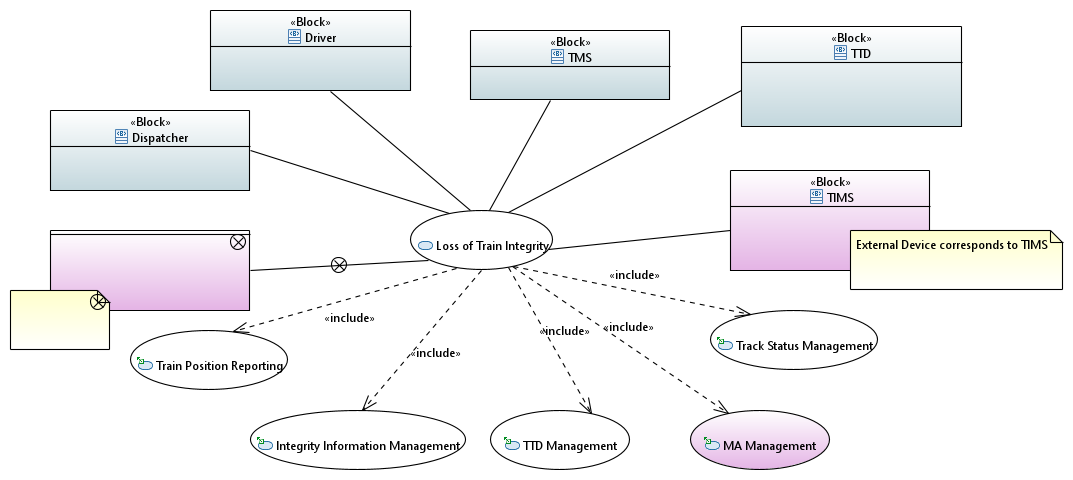 «Block»
Driver
«Block»
TMS
«Block»
TTD
«Block»
Dispatcher
«Block»
TIMS
Loss of Train Integrity
External Device corresponds to TIMS
«include»
«include»
«include»
«include»
«include»
Train Position Reporting
Track Status Management
Integrity Information Management
TTD Management
MA Management